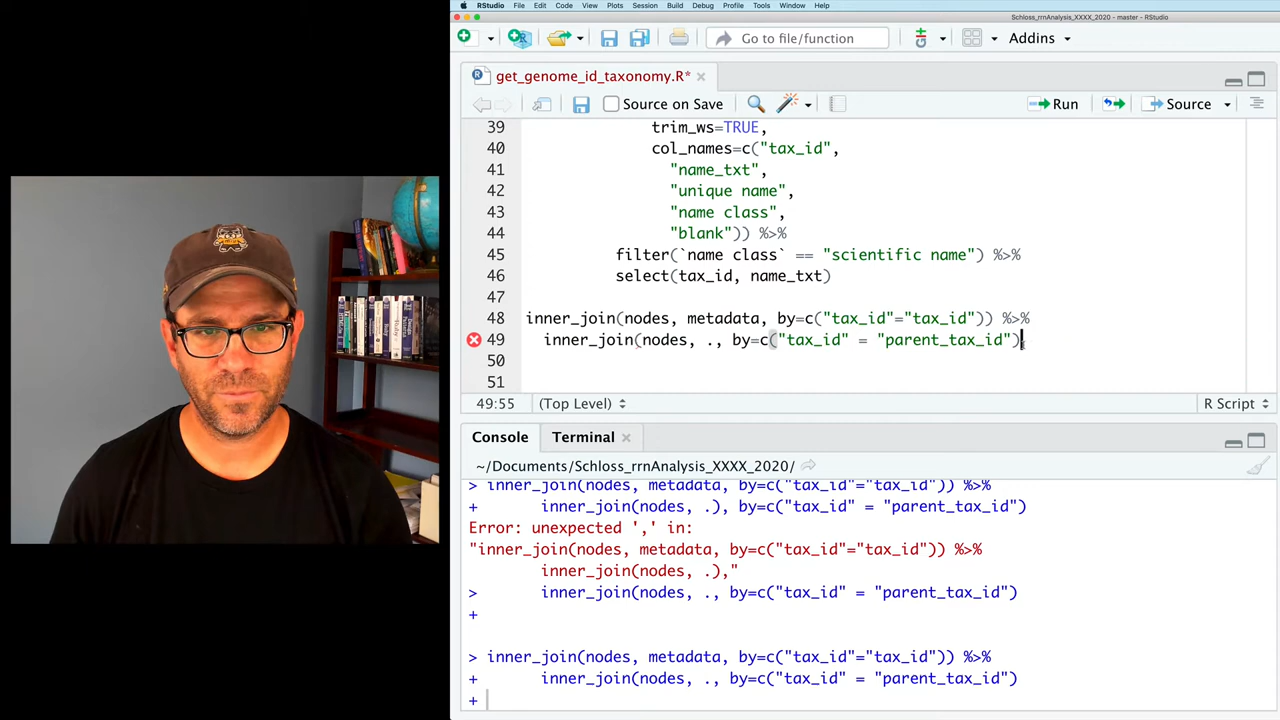 RStudio File Edit Code View Plots Session Build Debug Profile Tools Window Help
Schloss_rrnAnalysis_XXXX_2020 - master - RStudio
Go to file/function
Addins
get_genome_id_taxonomy.R*
Source on Save
Run
Source
39 trim_ws=TRUE,
40 col_names=c("tax_id",
41 "name_txt",
42 "unique name",
43 "name class",
44 "blank")) %>%
45 filter(`name class` == "scientific name") %>%
46 select(tax_id, name_txt)
47
48 inner_join(nodes, metadata, by=c("tax_id"="tax_id")) %>%
49 inner_join(nodes, ., by=c("tax_id" = "parent_tax_id")
50
51
49:55 (Top Level) R Script
Console Terminal
~/Documents/Schloss_rrnAnalysis_XXXX_2020/
> inner_join(nodes, metadata, by=c("tax_id"="tax_id")) %>%
+ inner_join(nodes, .), by=c("tax_id" = "parent_tax_id")
Error: unexpected ',' in:
"inner_join(nodes, metadata, by=c("tax_id"="tax_id")) %>%
inner_join(nodes, .),"
> inner_join(nodes, ., by=c("tax_id" = "parent_tax_id")
+
> inner_join(nodes, metadata, by=c("tax_id"="tax_id")) %>%
+ inner_join(nodes, ., by=c("tax_id" = "parent_tax_id")
+